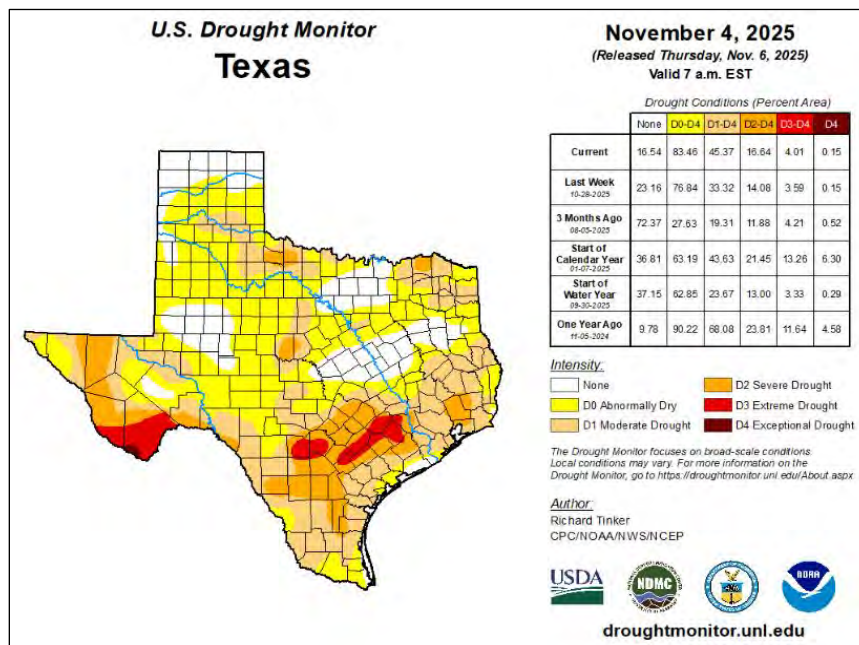 U.S. Drought Monitor
Texas
November 4, 2025
(Released Thursday, Nov. 6, 2025)
Valid 7 a.m. EST
Drought Conditions (Percent Area)
None D0-D4 D1-D4 D2-D4 D3-D4 D4
Current 16.54 83.46 45.37 16.64 4.01 0.15
Last Week 23.16 76.84 33.32 14.08 3.59 0.15
10-28-2025
3 Months Ago 72.37 27.63 19.31 11.88 4.21 0.52
08-05-2025
Start of
Calendar Year 36.81 63.19 43.63 21.45 13.26 6.30
01-07-2025
Start of
Water Year 37.15 62.85 23.67 13.00 3.33 0.29
09-30-2025
One Year Ago 9.78 90.22 68.08 23.81 11.64 4.58
11-05-2024
Intensity:
None
D0 Abnormally Dry
D1 Moderate Drought
D2 Severe Drought
D3 Extreme Drought
D4 Exceptional Drought
The Drought Monitor focuses on broad-scale conditions.
Local conditions may vary. For more information on the
Drought Monitor, go to https://droughtmonitor.unl.edu/About.aspx
Author:
Richard Tinker
CPC/NOAA/NWS/NCEP
USDA
NDMC
NOAA
droughtmonitor.unl.edu